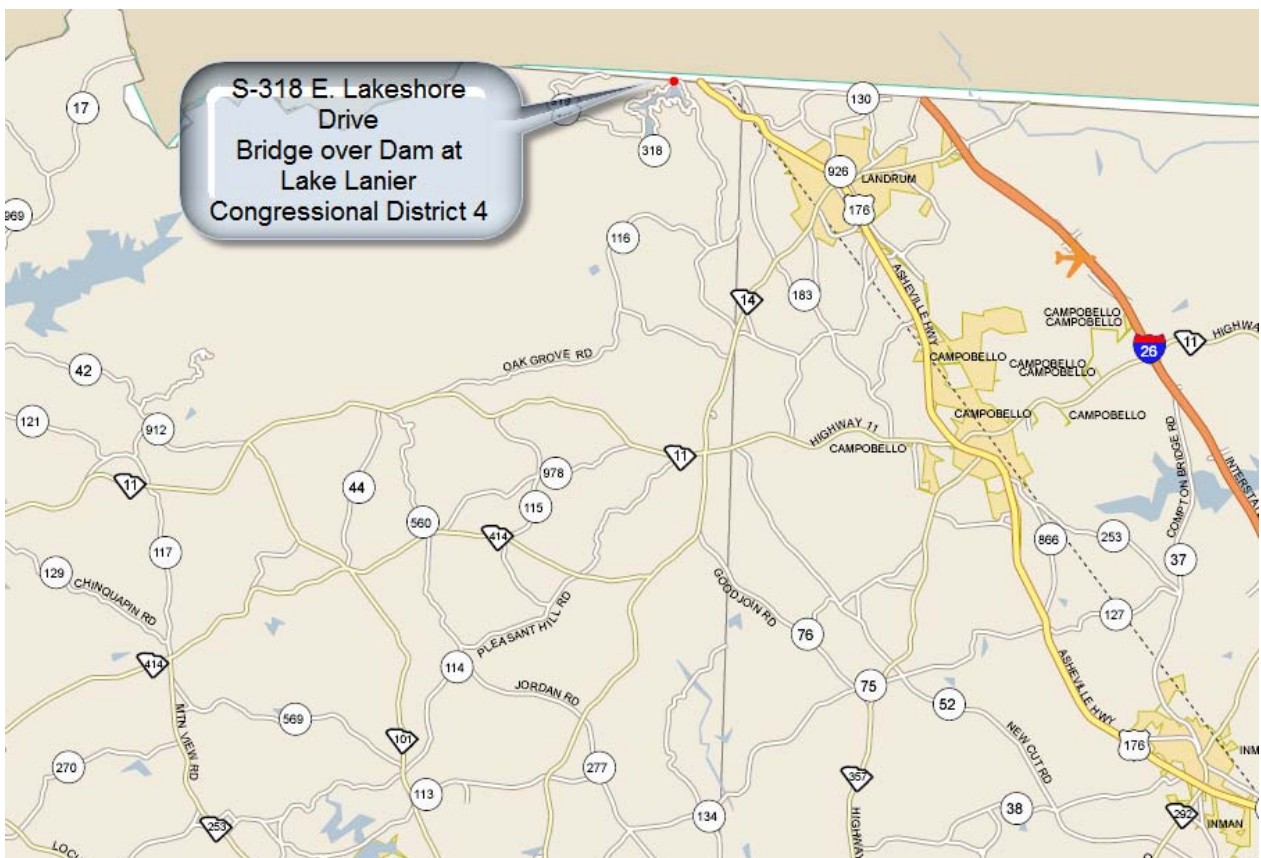 S-318 E. Lakeshore
Drive
Bridge over Dam at
Lake Lanier
Congressional District 4
17
130
318
926
LANDRUM
969
176
116
14
183
ASHEVILLE HWY
CAMPOBELLO
CAMPOBELLO
11
26
CAMPOBELLO
CAMPOBELLO
CAMPOBELLO
OAK GROVE RD
42
121
912
CAMPOBELLO
CAMPOBELLO
HIGHWAY 11
CAMPOBELLO
COMPTON BRIDGE RD
11
11
978
44
115
560
414
117
866
253
37
129
CHINQUAPIN RD
GOODJOIN RD
127
76
PLEASANT HILL RD
414
114
75
JORDAN RD
52
ASHEVILLE HWY
MTN VIEW RD
569
NEW CUT RD
101
176
270
277
357
113
38
134
253
292
INMAN